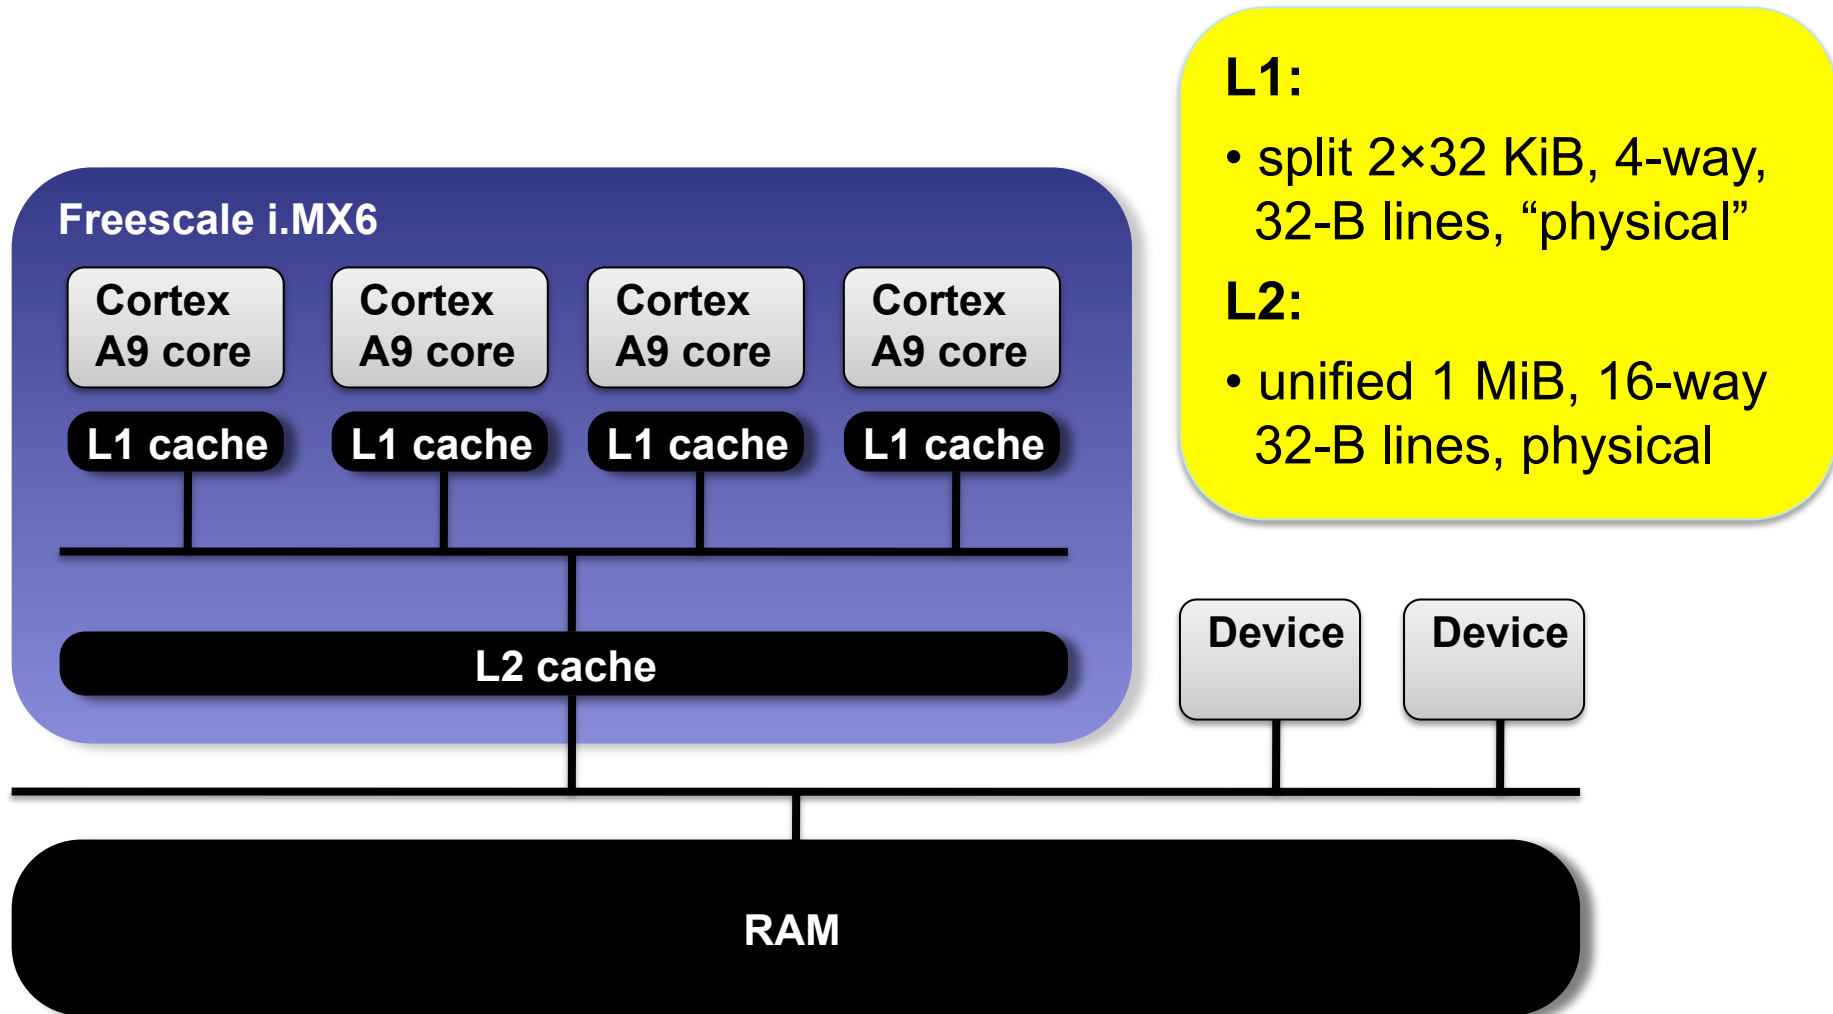 L1:
• split 2×32 KiB, 4-way,
32-B lines, “physical”
L2:
• unified 1 MiB, 16-way
32-B lines, physical
Freescale i.MX6
Cortex
A9 core
Cortex
A9 core
Cortex
A9 core
Cortex
A9 core
L1 cache
L1 cache
L1 cache
L1 cache
L2 cache
Device
Device
RAM